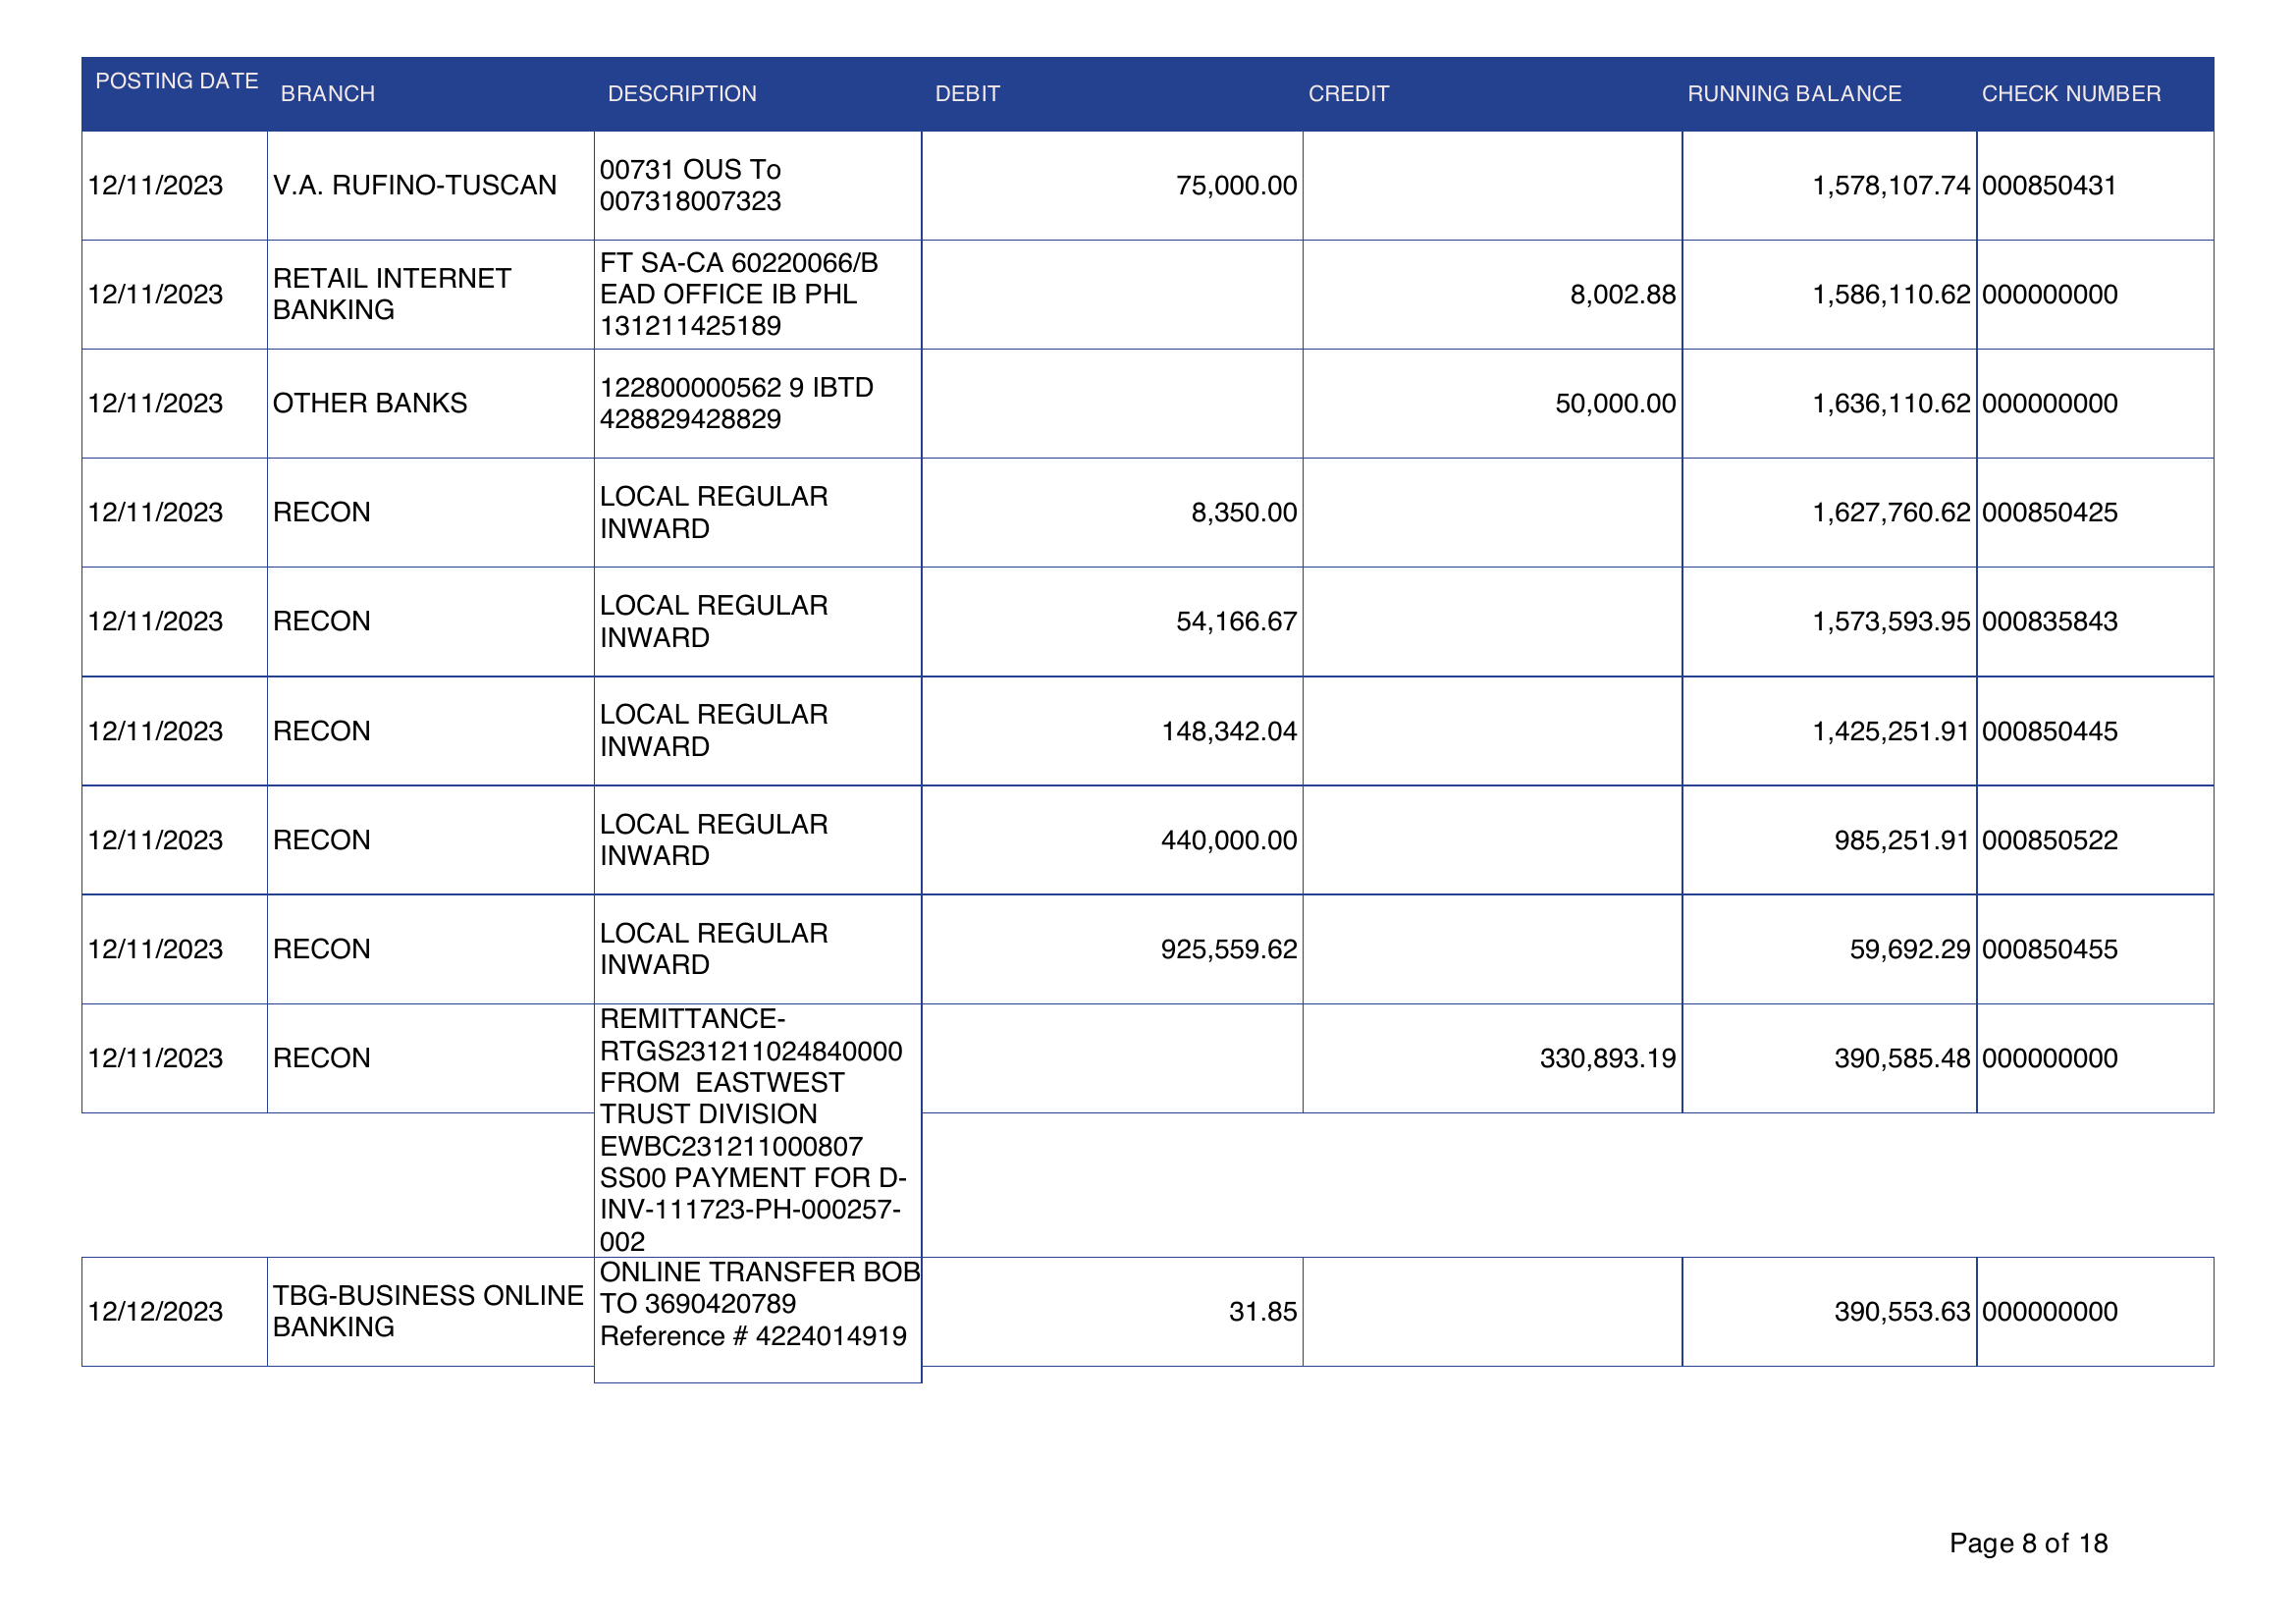 POSTING DATE BRANCH DESCRIPTION DEBIT CREDIT RUNNING BALANCE CHECK NUMBER
12/11/2023 V.A. RUFINO-TUSCAN 00731 OUS To
007318007323 75,000.00 1,578,107.74 000850431
12/11/2023 RETAIL INTERNET
BANKING FT SA-CA 60220066/B
EAD OFFICE IB PHL
131211425189 8,002.88 1,586,110.62 000000000
12/11/2023 OTHER BANKS 122800000562 9 IBTD
428829428829 50,000.00 1,636,110.62 000000000
12/11/2023 RECON LOCAL REGULAR
INWARD 8,350.00 1,627,760.62 000850425
12/11/2023 RECON LOCAL REGULAR
INWARD 54,166.67 1,573,593.95 000835843
12/11/2023 RECON LOCAL REGULAR
INWARD 148,342.04 1,425,251.91 000850445
12/11/2023 RECON LOCAL REGULAR
INWARD 440,000.00 985,251.91 000850522
12/11/2023 RECON LOCAL REGULAR
INWARD 925,559.62 59,692.29 000850455
12/11/2023 RECON REMITTANCE-
RTGS231211024840000
FROM  EASTWEST
TRUST DIVISION
EWBC231211000807
SS00 PAYMENT FOR D-
INV-111723-PH-000257-
002 330,893.19 390,585.48 000000000
12/12/2023 TBG-BUSINESS ONLINE
BANKING ONLINE TRANSFER BOB
TO 3690420789
Reference # 4224014919 31.85 390,553.63 000000000
Page 8 of 18